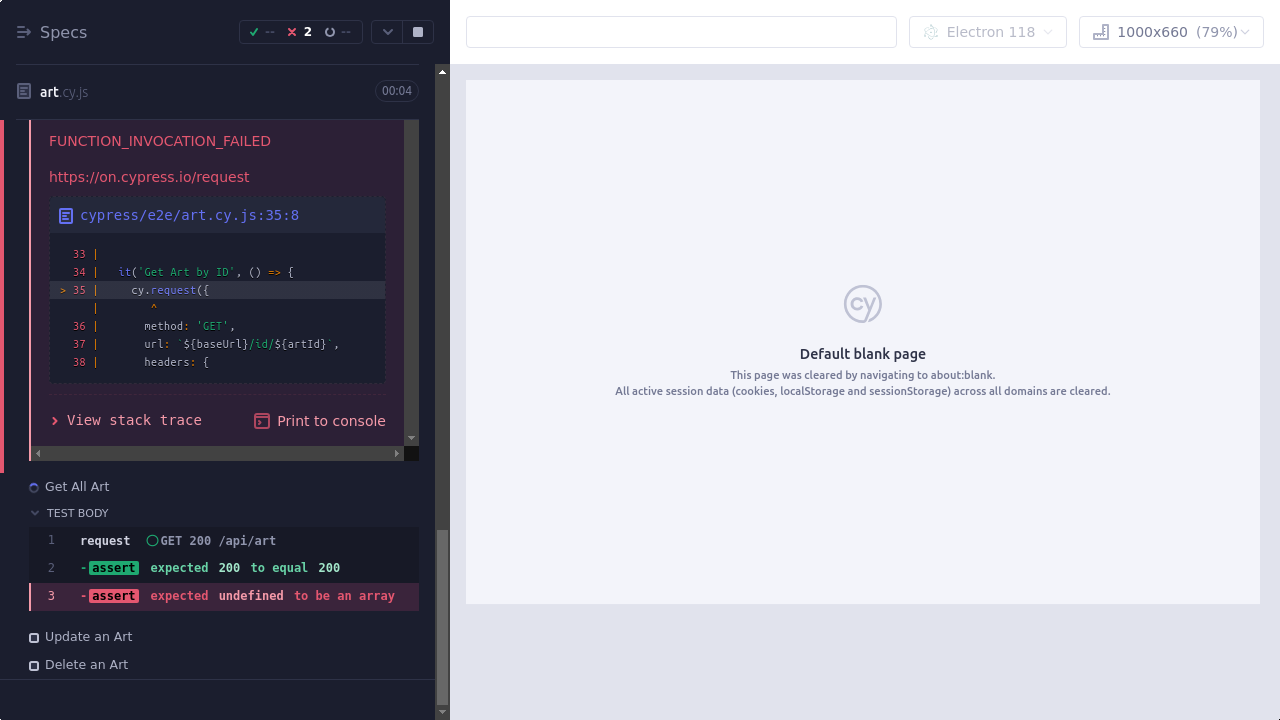 Specs
--
2
--
Electron 118
1000x660 (79%)
art.cy.js
00:04
FUNCTION_INVOCATION_FAILED
https://on.cypress.io/request
cypress/e2e/art.cy.js:35:8
33 |
34 | it('Get Art by ID', () => {
> 35 | cy.request({
| ^
36 | method: 'GET',
37 | url: `${baseUrl}/id/${artId}`,
38 | headers: {
View stack trace
Print to console
Get All Art
TEST BODY
1 request GET 200 /api/art
2 -assert expected 200 to equal 200
3 -assert expected undefined to be an array
Update an Art
Delete an Art
cy
Default blank page
This page was cleared by navigating to about:blank.
All active session data (cookies, localStorage and sessionStorage) across all domains are cleared.